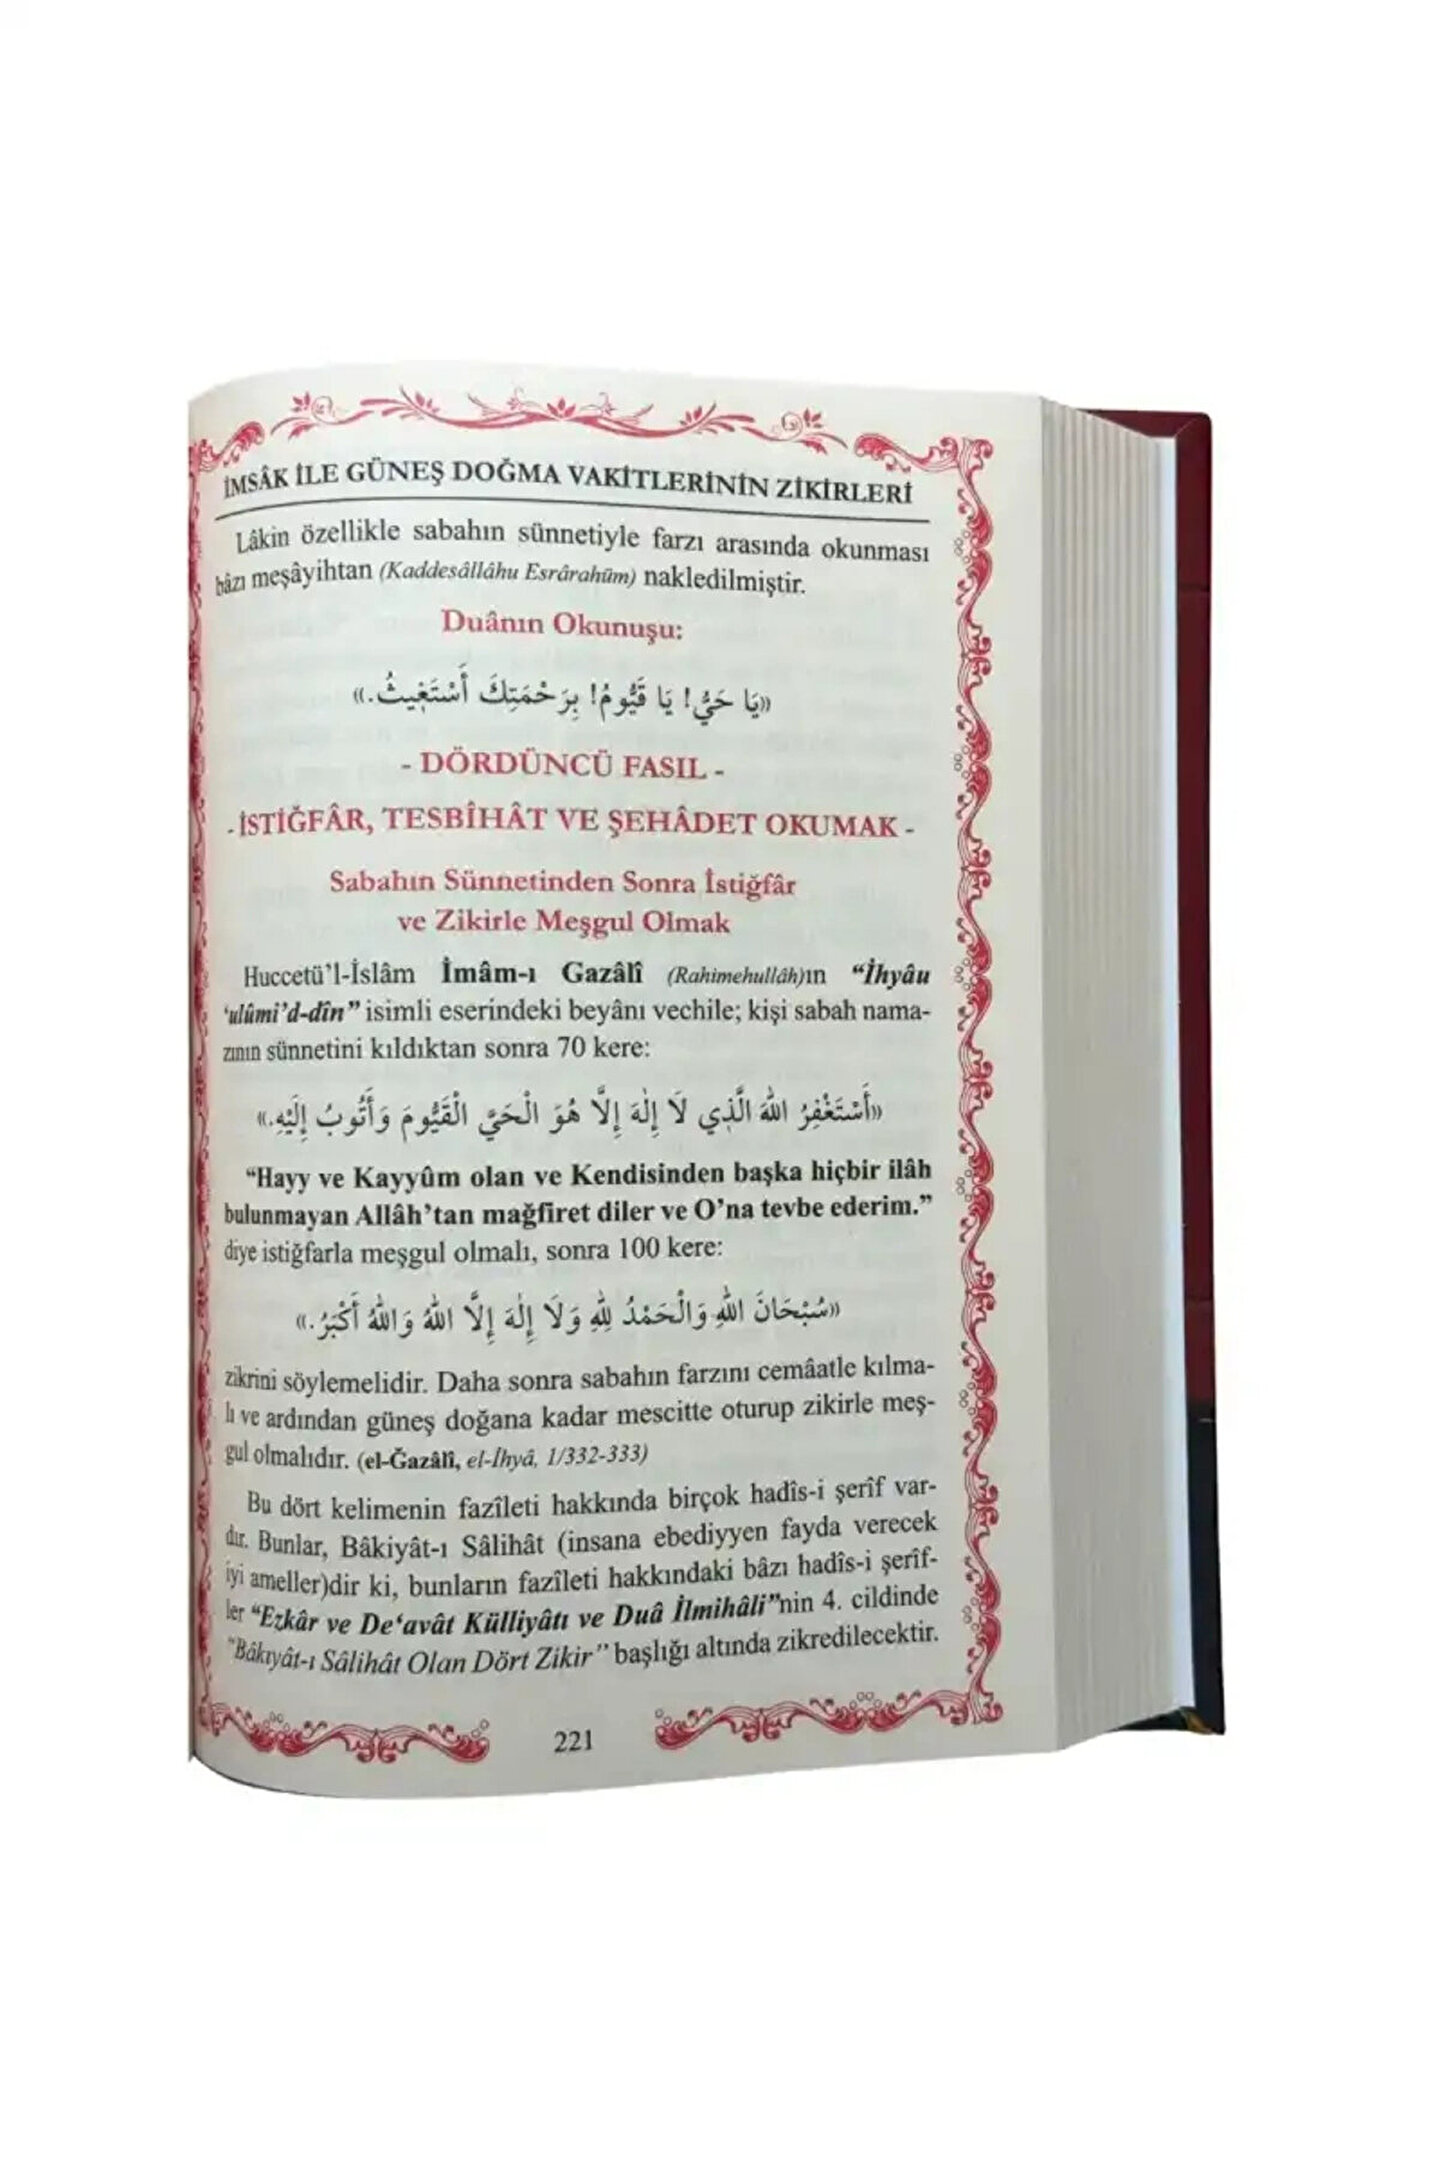 İMSÂK İLE GÜNEŞ DOĞMA VAKİTLERİNİN ZİKİRLERİ
Lâkin özellikle sabahın sünnetiyle farzı arasında okunması
bâzı meşâyihtan (Kaddesâllâhu Esrârahüm) nakledilmiştir.
Duânın Okunuşu:
«يَا حَيُّ! يَا قَيُّومُ! بِرَحْمَتِكَ أَسْتَغِيثُ.»
- DÖRDÜNCÜ FASIL -
- İSTİĞFÂR, TESBÎHÂT VE ŞEHÂDET OKUMAK -
Sabahın Sünnetinden Sonra İstiğfâr
ve Zikirle Meşgul Olmak
Huccetü’l-İslâm İmâm-ı Gazâlî (Rahimehullâh)ın “İhyâu
‘ulûmi’d-dîn” isimli eserindeki beyânı vechile; kişi sabah nama-
zının sünnetini kıldıktan sonra 70 kere:
«أَسْتَغْفِرُ اللهَ الَّذِي لَا إِلٰهَ إِلَّا هُوَ الْحَيَّ الْقَيُّومَ وَأَتُوبُ إِلَيْهِ.»
“Hayy ve Kayyûm olan ve Kendisinden başka hiçbir ilâh
bulunmayan Allâh’tan mağfiret diler ve O’na tevbe ederim.”
diye istiğfarla meşgul olmalı, sonra 100 kere:
«سُبْحَانَ اللهِ وَالْحَمْدُ لِلّٰهِ وَلَا إِلٰهَ إِلَّا اللهُ وَاللهُ أَكْبَرُ.»
zikrini söylemelidir. Daha sonra sabahın farzını cemâatle kılma-
lı ve ardından güneş doğana kadar mescitte oturup zikirle meş-
gul olmalıdır. (el-Ğazâlî, el-İhyâ, 1/332-333)
Bu dört kelimenin fazîleti hakkında birçok hadîs-i şerîf var-
dır. Bunlar, Bâkiyât-ı Sâlihât (insana ebediyyen fayda verecek
iyi ameller)dir ki, bunların fazîleti hakkındaki bâzı hadîs-i şerîf-
ler “Ezkâr ve De‘avât Külliyâtı ve Duâ İlmihâli”nin 4. cildinde
“Bâkıyât-ı Sâlihât Olan Dört Zikir” başlığı altında zikredilecektir.
221